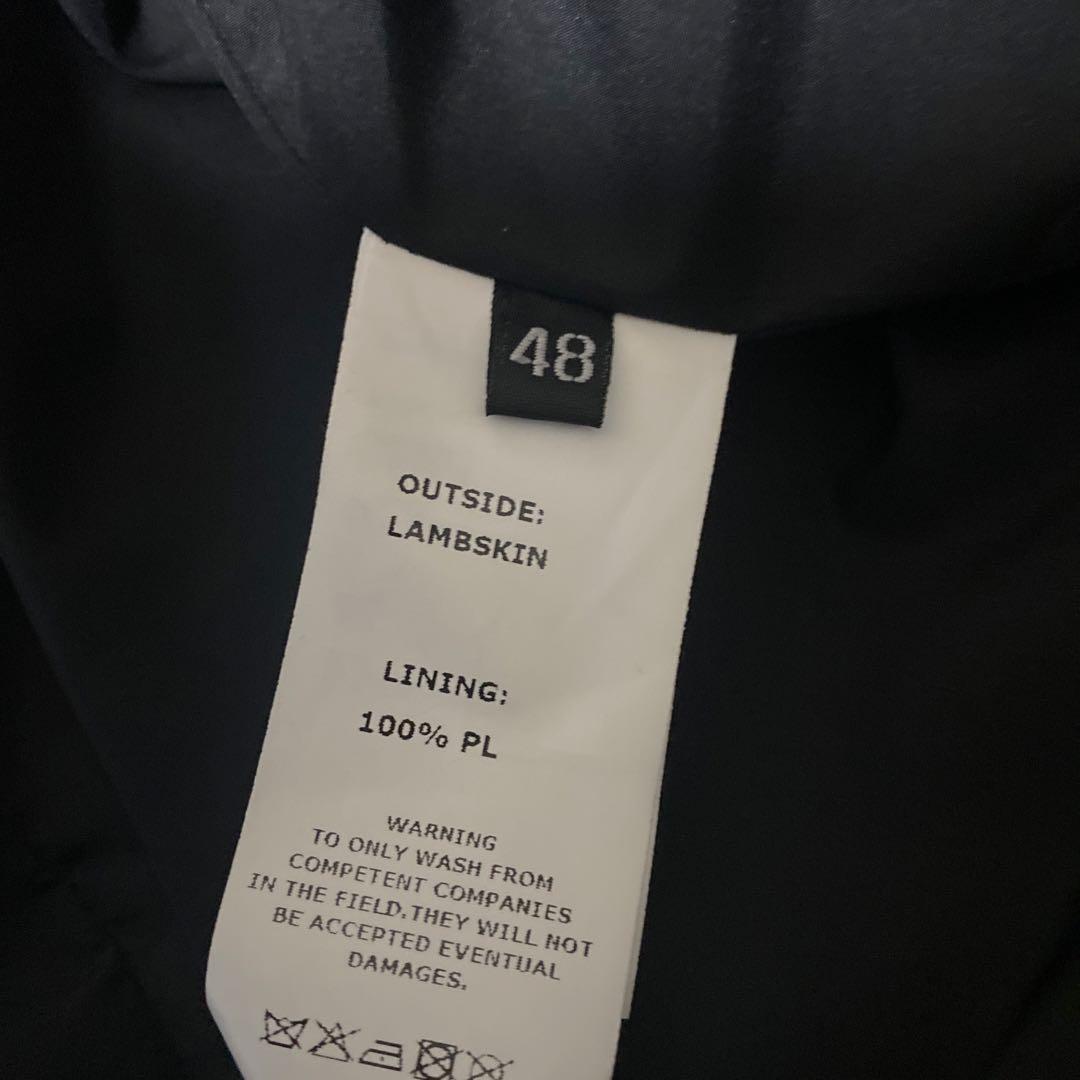 48
OUTSIDE:
LAMBSKIN
LINING:
100% PL
WARNING
TO ONLY WASH FROM
COMPETENT COMPANIES
IN THE FIELD.THEY WILL NOT
BE ACCEPTED EVENTUAL
DAMAGES.